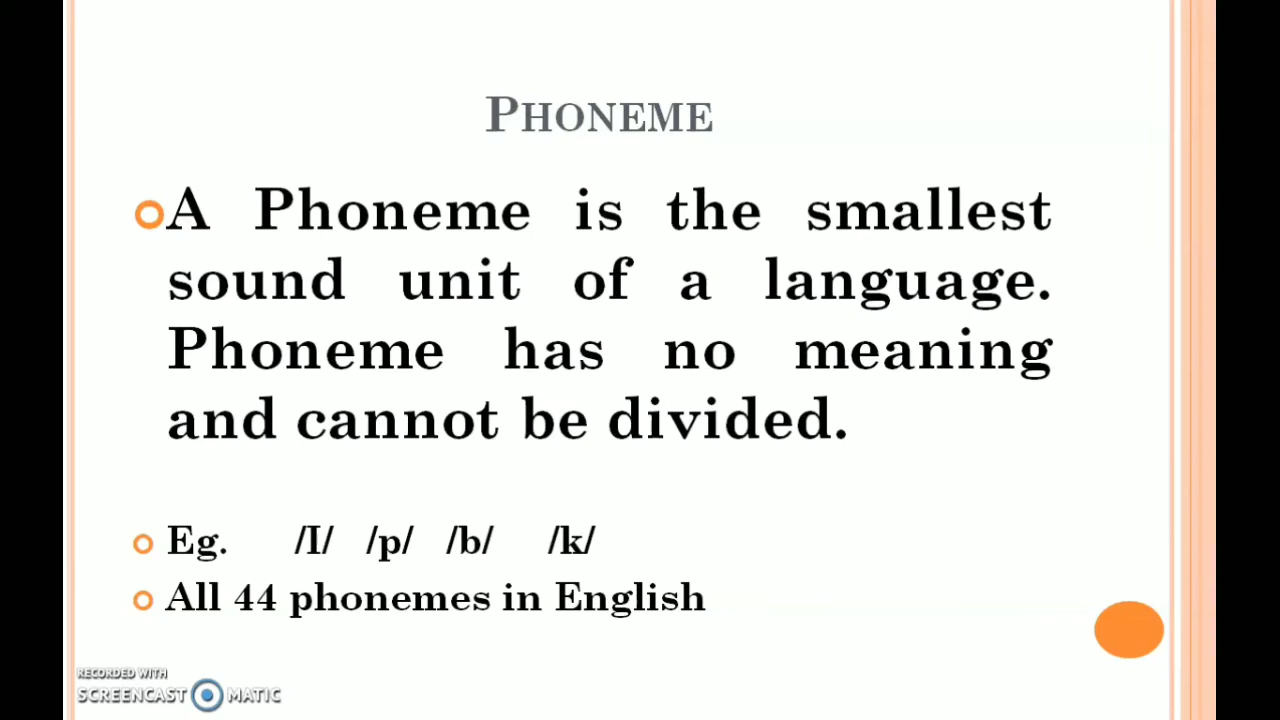 PHONEME
A Phoneme is the smallest
sound unit of a language.
Phoneme has no meaning
and cannot be divided.
Eg. /I/ /p/ /b/ /k/
All 44 phonemes in English
RECORDED WITH
SCREENCAST MATIC